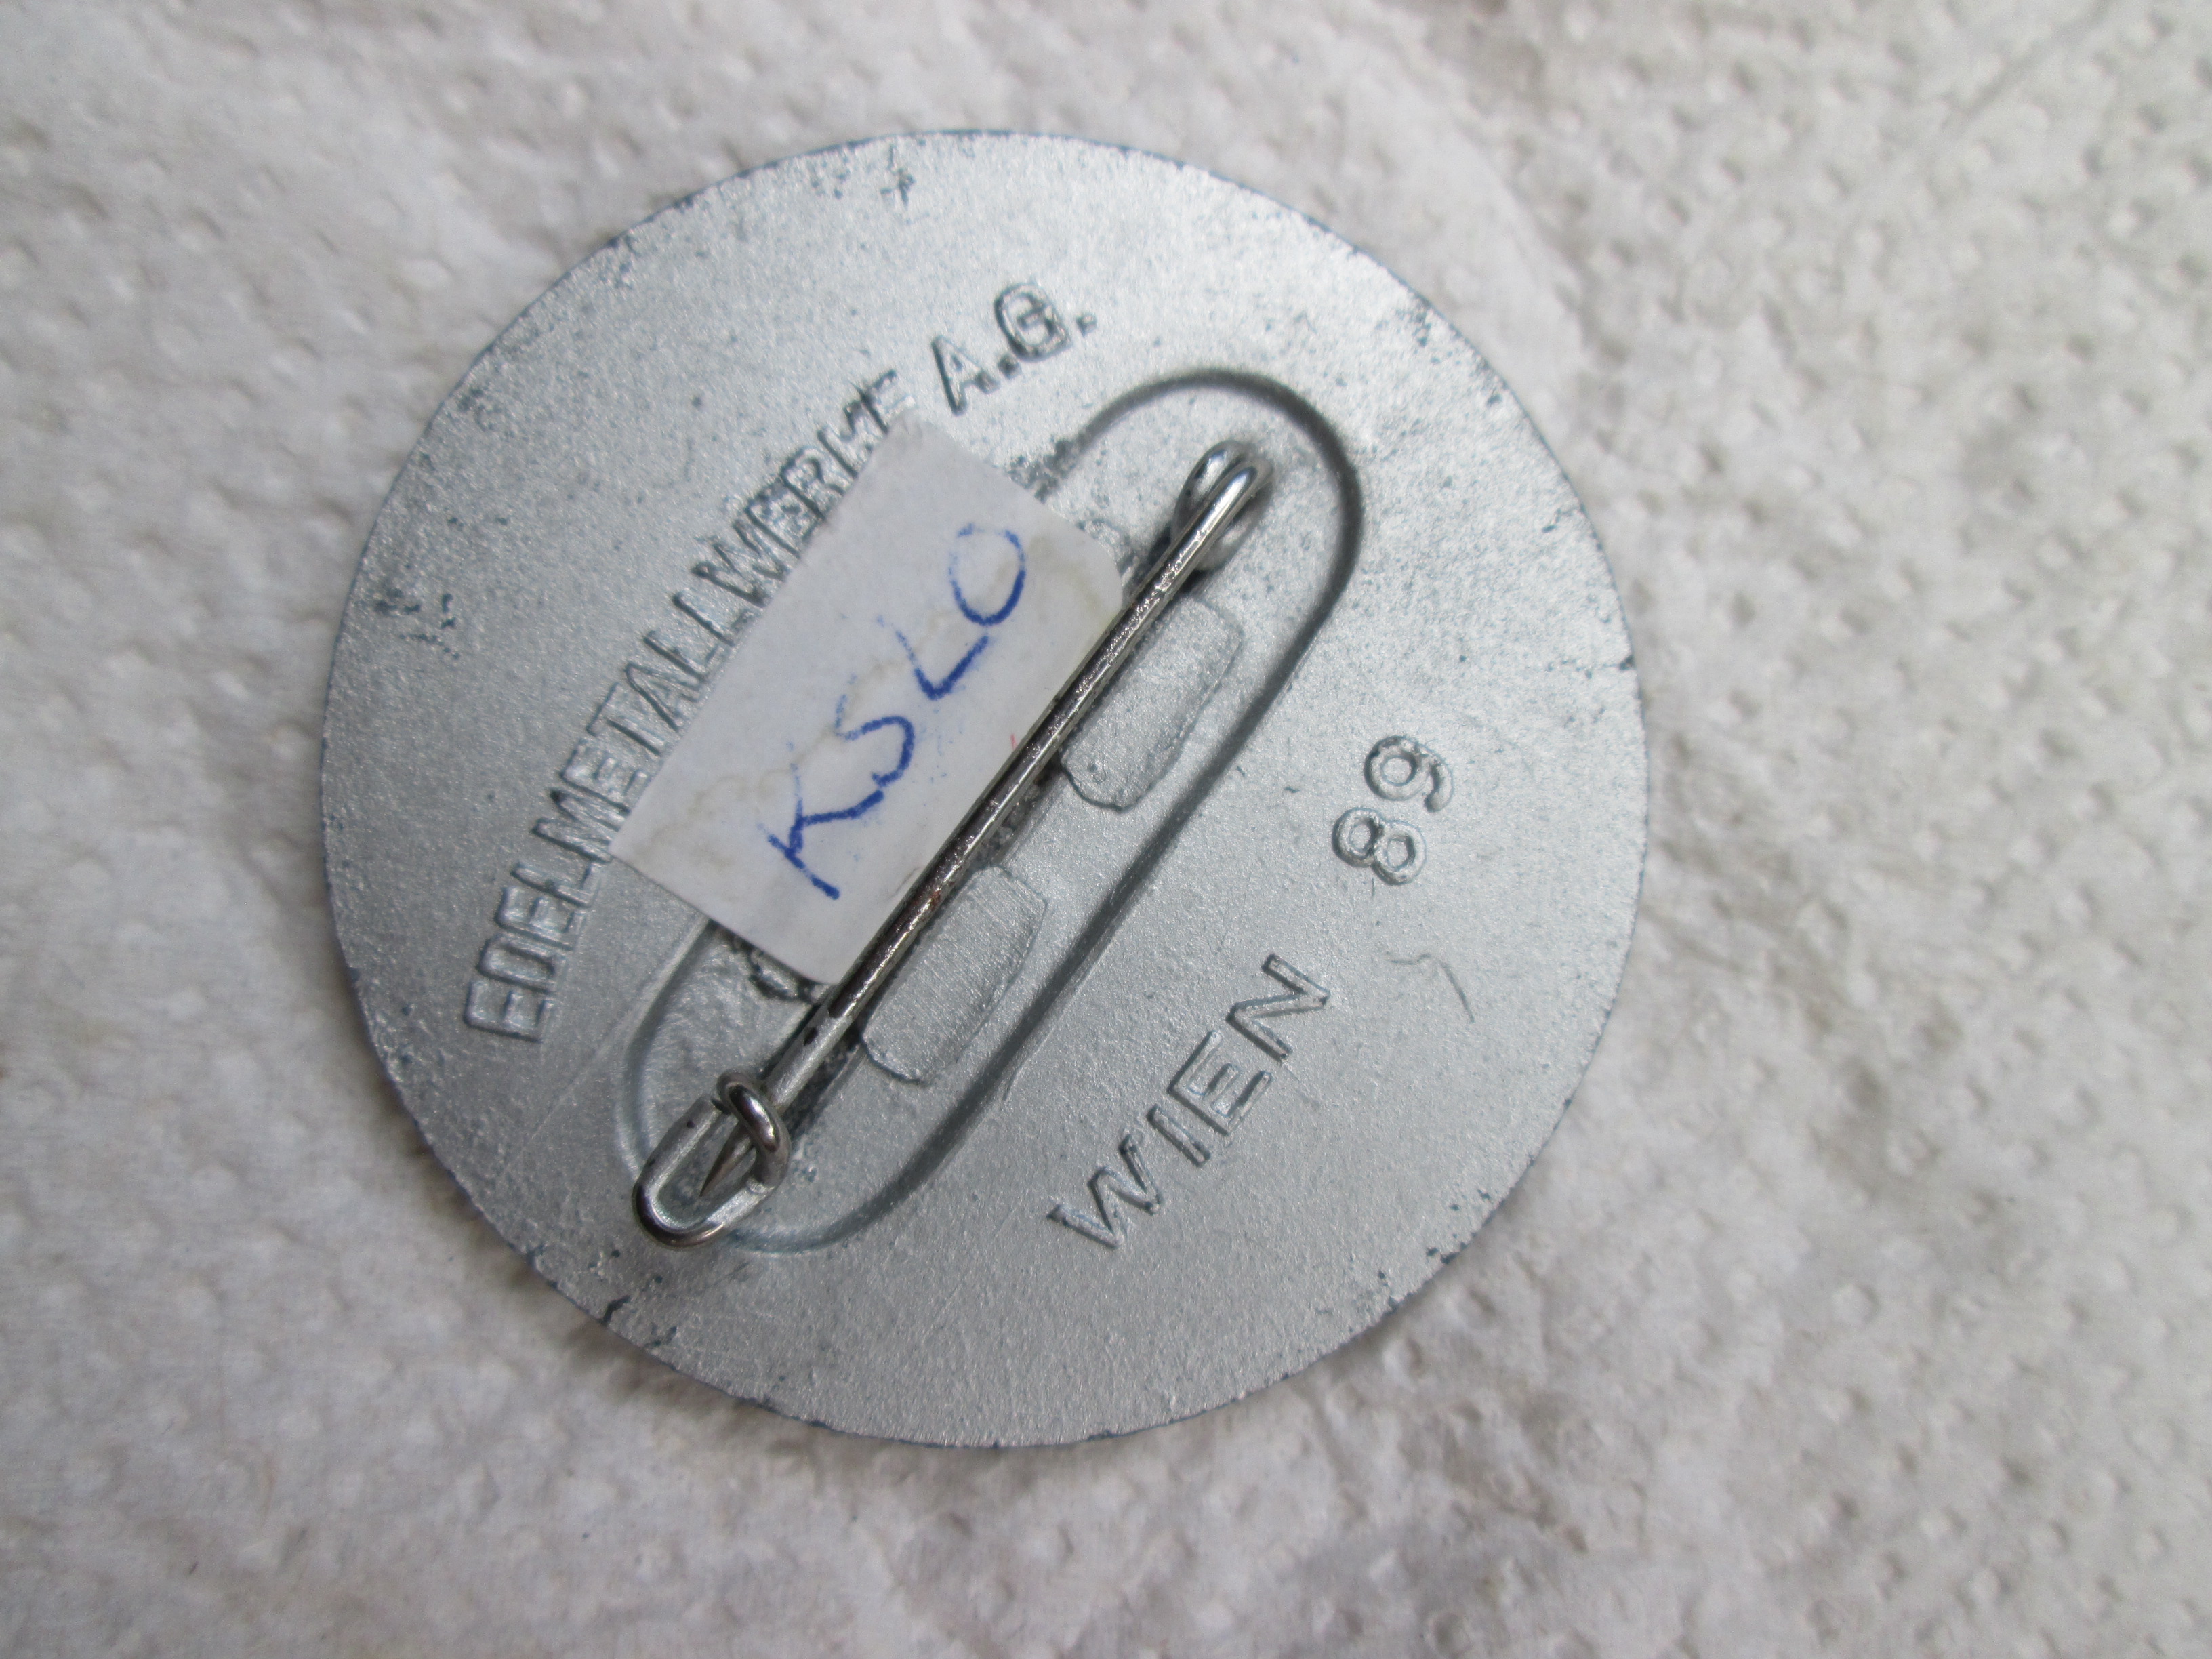 EDELMETALLWERKE A.G.
KSLO
WIEN 89